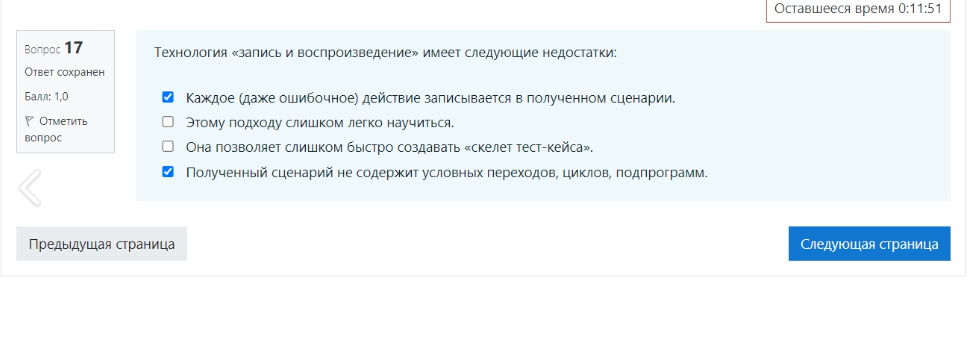 Оставшееся время 0:11:51
Вопрос 17
Ответ сохранен
Балл: 1,0
Отметить
вопрос
Технология «запись и воспроизведение» имеет следующие недостатки:
Каждое (даже ошибочное) действие записывается в полученном сценарии.
Этому подходу слишком легко научиться.
Она позволяет слишком быстро создавать «скелет тест-кейса».
Полученный сценарий не содержит условных переходов, циклов, подпрограмм.
Предыдущая страница
Следующая страница